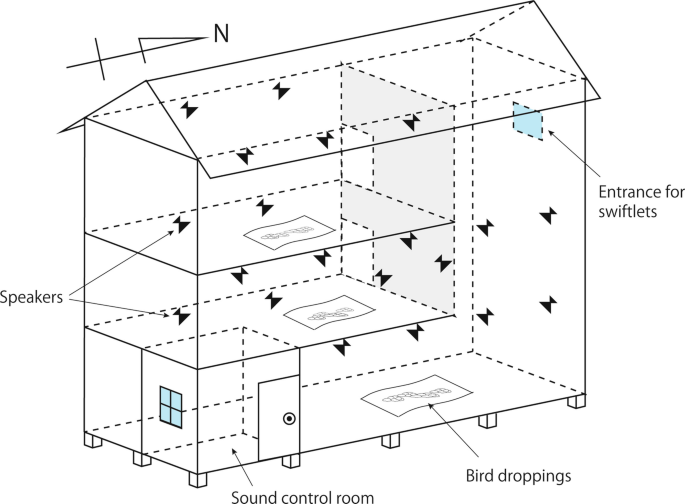 N
Entrance for
swiftlets
Speakers
Bird droppings
Sound control room